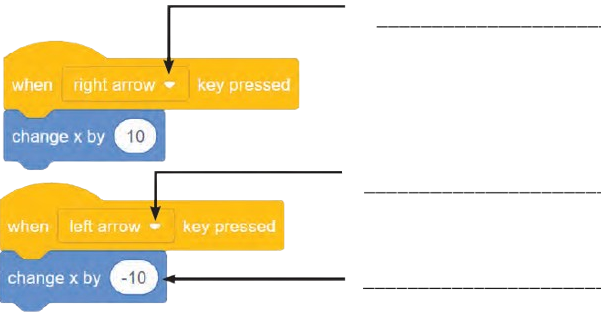 when right arrow key pressed
change x by 10
when left arrow key pressed
change x by -10